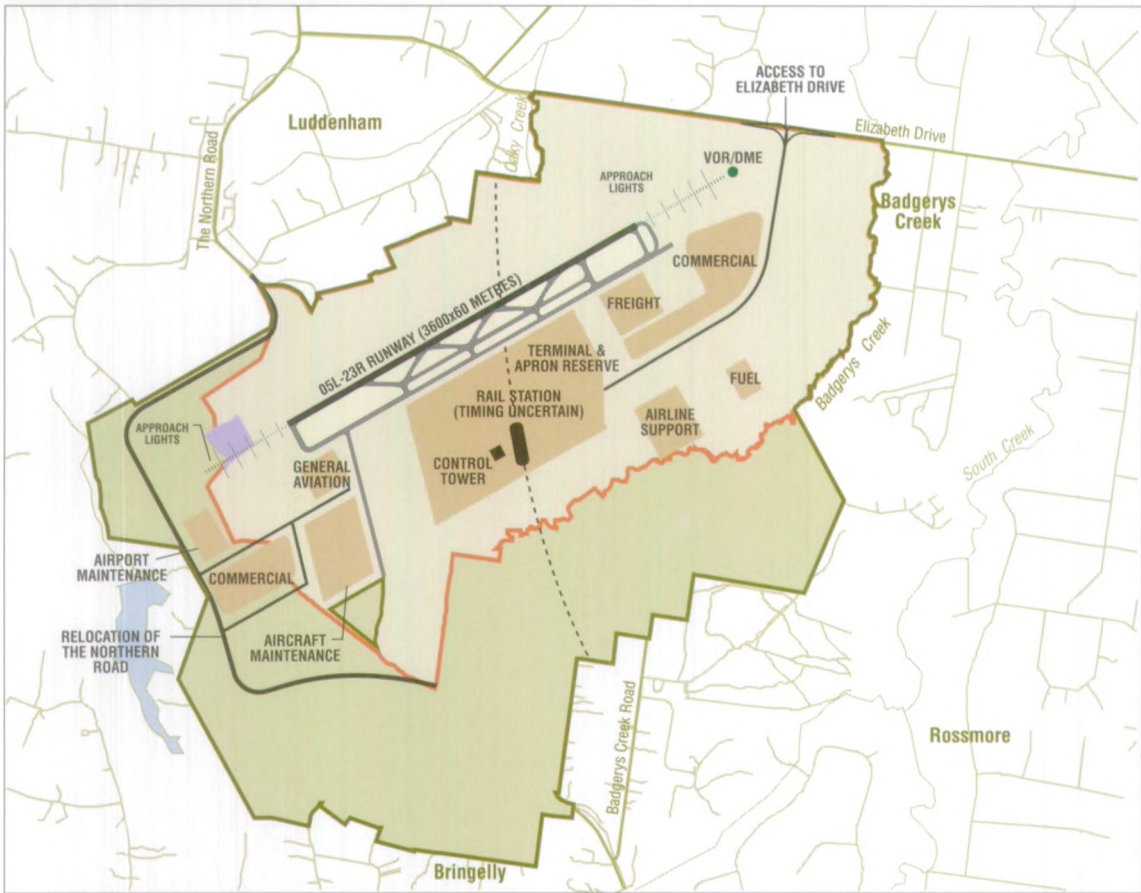 ACCESS TO
ELIZABETH DRIVE
Luddenham
Oaky Creek
Elizabeth Drive
The Northern Road
VOR/DME
APPROACH
LIGHTS
Badgerys
Creek
COMMERCIAL
05L-23R RUNWAY (3600x60 METRES)
FREIGHT
TERMINAL &
APRON RESERVE
Badgerys Creek
FUEL
RAIL STATION
(TIMING UNCERTAIN)
AIRLINE
SUPPORT
APPROACH
LIGHTS
CONTROL
TOWER
GENERAL
AVIATION
South Creek
AIRPORT
MAINTENANCE
COMMERCIAL
RELOCATION OF
THE NORTHERN
ROAD
AIRCRAFT
MAINTENANCE
Badgerys Creek Road
Rossmore
Bringelly